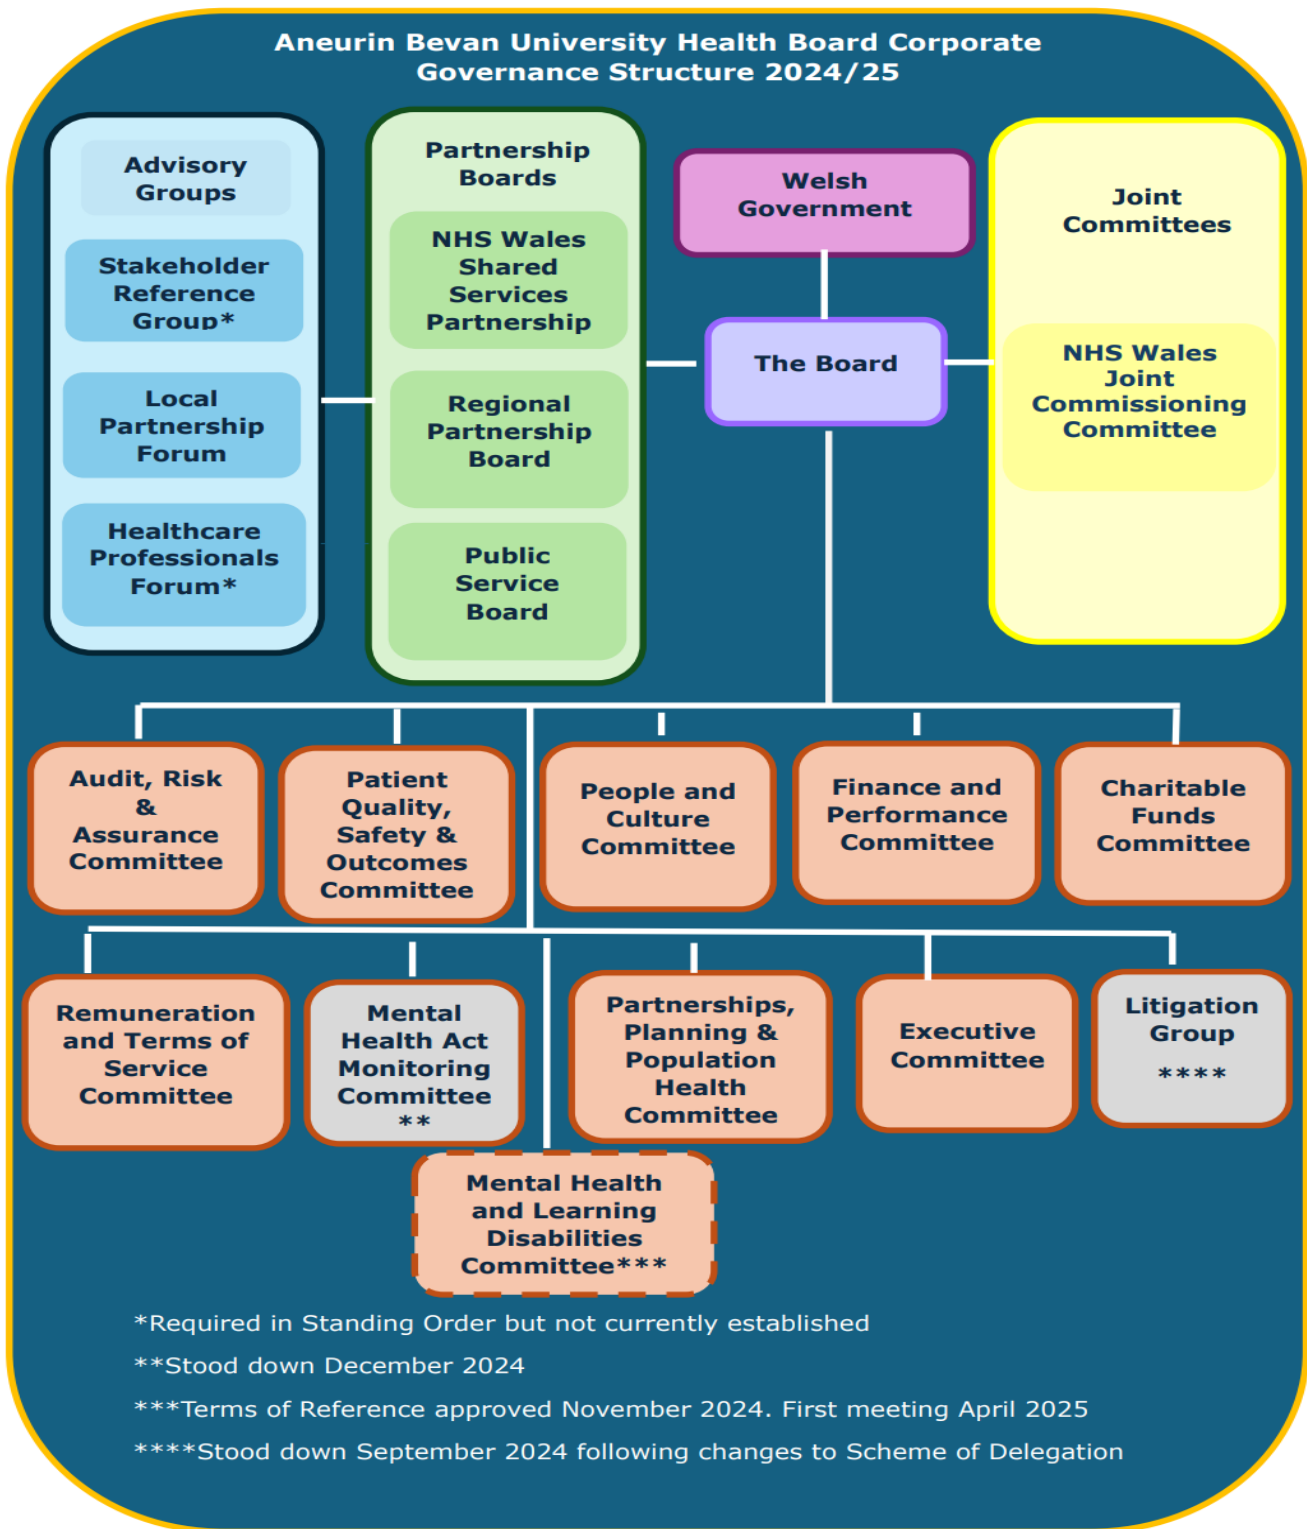 Aneurin Bevan University Health Board Corporate
Governance Structure 2024/25
Advisory
Groups
Stakeholder
Reference
Group*
Local
Partnership
Forum
Healthcare
Professionals
Forum*
Partnership
Boards
NHS Wales
Shared
Services
Partnership
Regional
Partnership
Board
Public
Service
Board
Welsh
Government
The Board
Joint
Committees
NHS Wales
Joint
Commissioning
Committee
Audit, Risk
&
Assurance
Committee
Patient
Quality,
Safety &
Outcomes
Committee
People and
Culture
Committee
Finance and
Performance
Committee
Charitable
Funds
Committee
Remuneration
and Terms of
Service
Committee
Mental
Health Act
Monitoring
Committee
**
Partnerships,
Planning &
Population
Health
Committee
Executive
Committee
Litigation
Group
****
Mental Health
and Learning
Disabilities
Committee***
*Required in Standing Order but not currently established
**Stood down December 2024
***Terms of Reference approved November 2024. First meeting April 2025
****Stood down September 2024 following changes to Scheme of Delegation